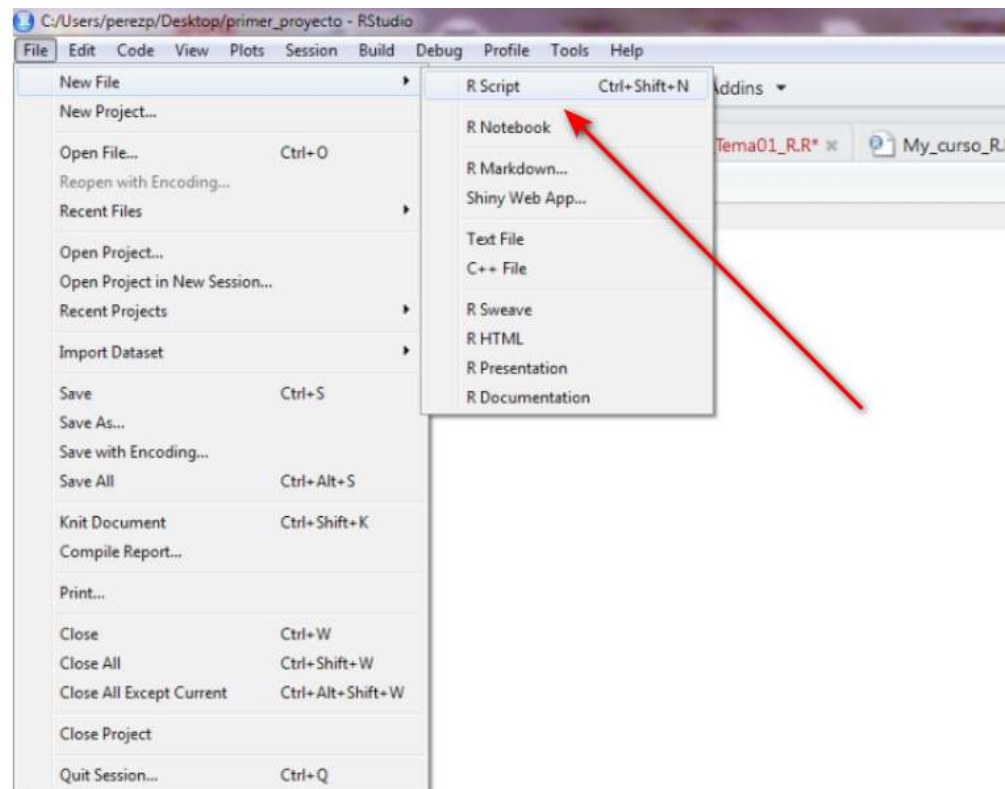 C:/Users/perezp/Desktop/primer_proyecto - RStudio
File Edit Code View Plots Session Build Debug Profile Tools Help
New File
New Project...
Open File... Ctrl+O
Reopen with Encoding...
Recent Files
Open Project...
Open Project in New Session...
Recent Projects
Import Dataset
Save Ctrl+S
Save As...
Save with Encoding...
Save All Ctrl+Alt+S
Knit Document Ctrl+Shift+K
Compile Report...
Print...
Close Ctrl+W
Close All Ctrl+Shift+W
Close All Except Current Ctrl+Alt+Shift+W
Close Project
Quit Session... Ctrl+Q
R Script Ctrl+Shift+N
R Notebook
R Markdown...
Shiny Web App...
Text File
C++ File
R Sweave
R HTML
R Presentation
R Documentation
Addins
Tema01_R.R* My_curso_R.